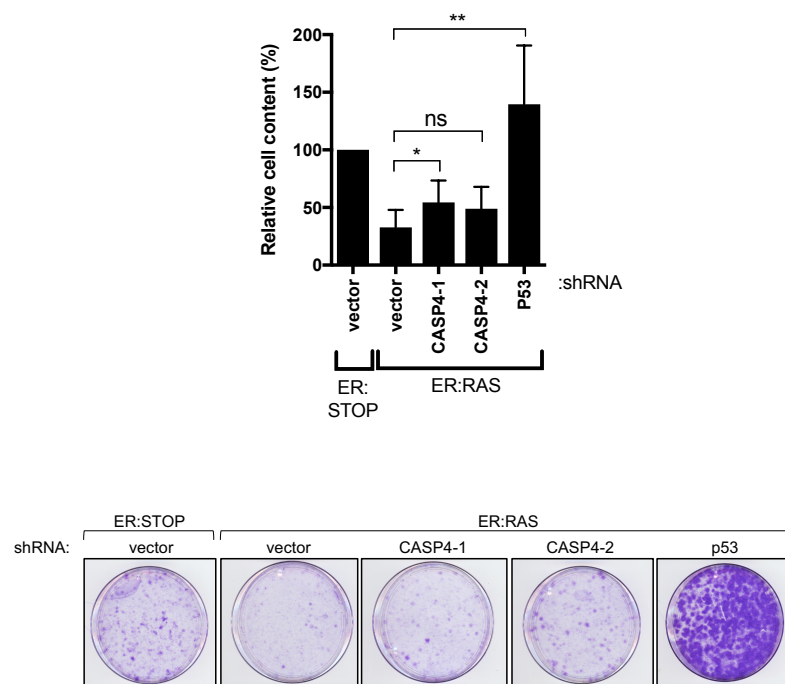 **
200
150
ns
100
*
50
0
Relative cell content (%)
vector
vector
CASP4-1
CASP4-2
P53
:shRNA
ER:
STOP
ER:RAS
ER:STOP
ER:RAS
shRNA:
vector
vector
CASP4-1
CASP4-2
p53